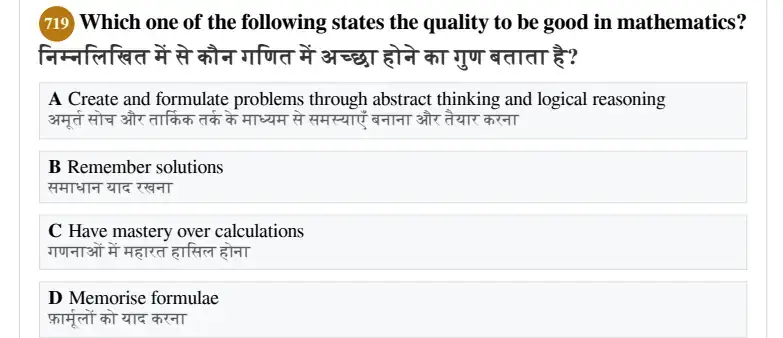 719 Which one of the following states the quality to be good in mathematics?
निम्नलिखित में से कौन गणित में अच्छा होने का गुण बताता है?
A Create and formulate problems through abstract thinking and logical reasoning
अमूर्त सोच और तार्किक तर्क के माध्यम से समस्याएँ बनाना और तैयार करना
B Remember solutions
समाधान याद रखना
C Have mastery over calculations
गणनाओं में महारत हासिल होना
D Memorise formulae
फ़ार्मूलों को याद करना